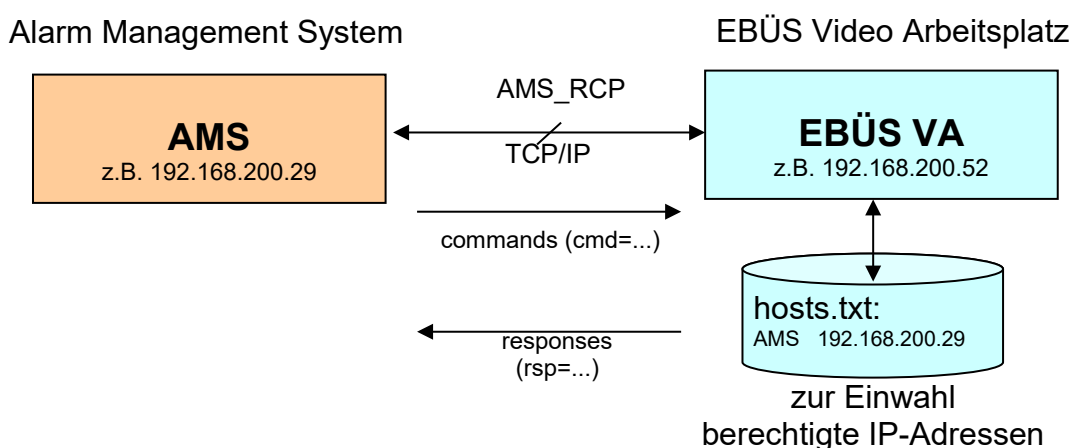 Alarm Management System
EBÜS Video Arbeitsplatz
AMS
z.B. 192.168.200.29
AMS_RCP
TCP/IP
EBÜS VA
z.B. 192.168.200.52
commands (cmd=...)
responses
(rsp=...)
hosts.txt:
AMS 192.168.200.29
zur Einwahl
berechtigte IP-Adressen